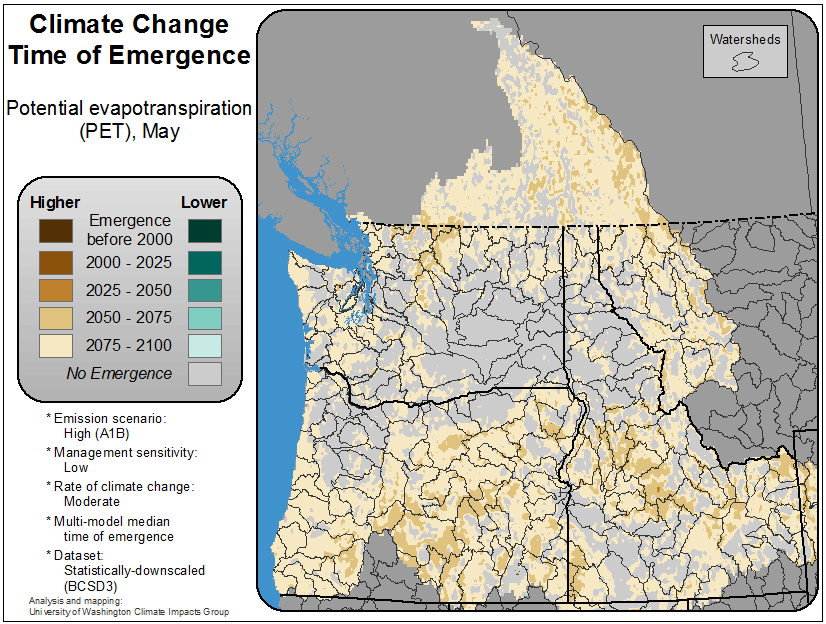 Climate Change
Time of Emergence
Potential evapotranspiration
(PET), May
Watersheds
Higher
Lower
Emergence
before 2000
2000 - 2025
2025 - 2050
2050 - 2075
2075 - 2100
No Emergence
* Emission scenario:
High (A1B)
* Management sensitivity:
Low
* Rate of climate change:
Moderate
* Multi-model median
time of emergence
* Dataset:
Statistically-downscaled
(BCSD3)
Analysis and mapping:
University of Washington Climate Impacts Group